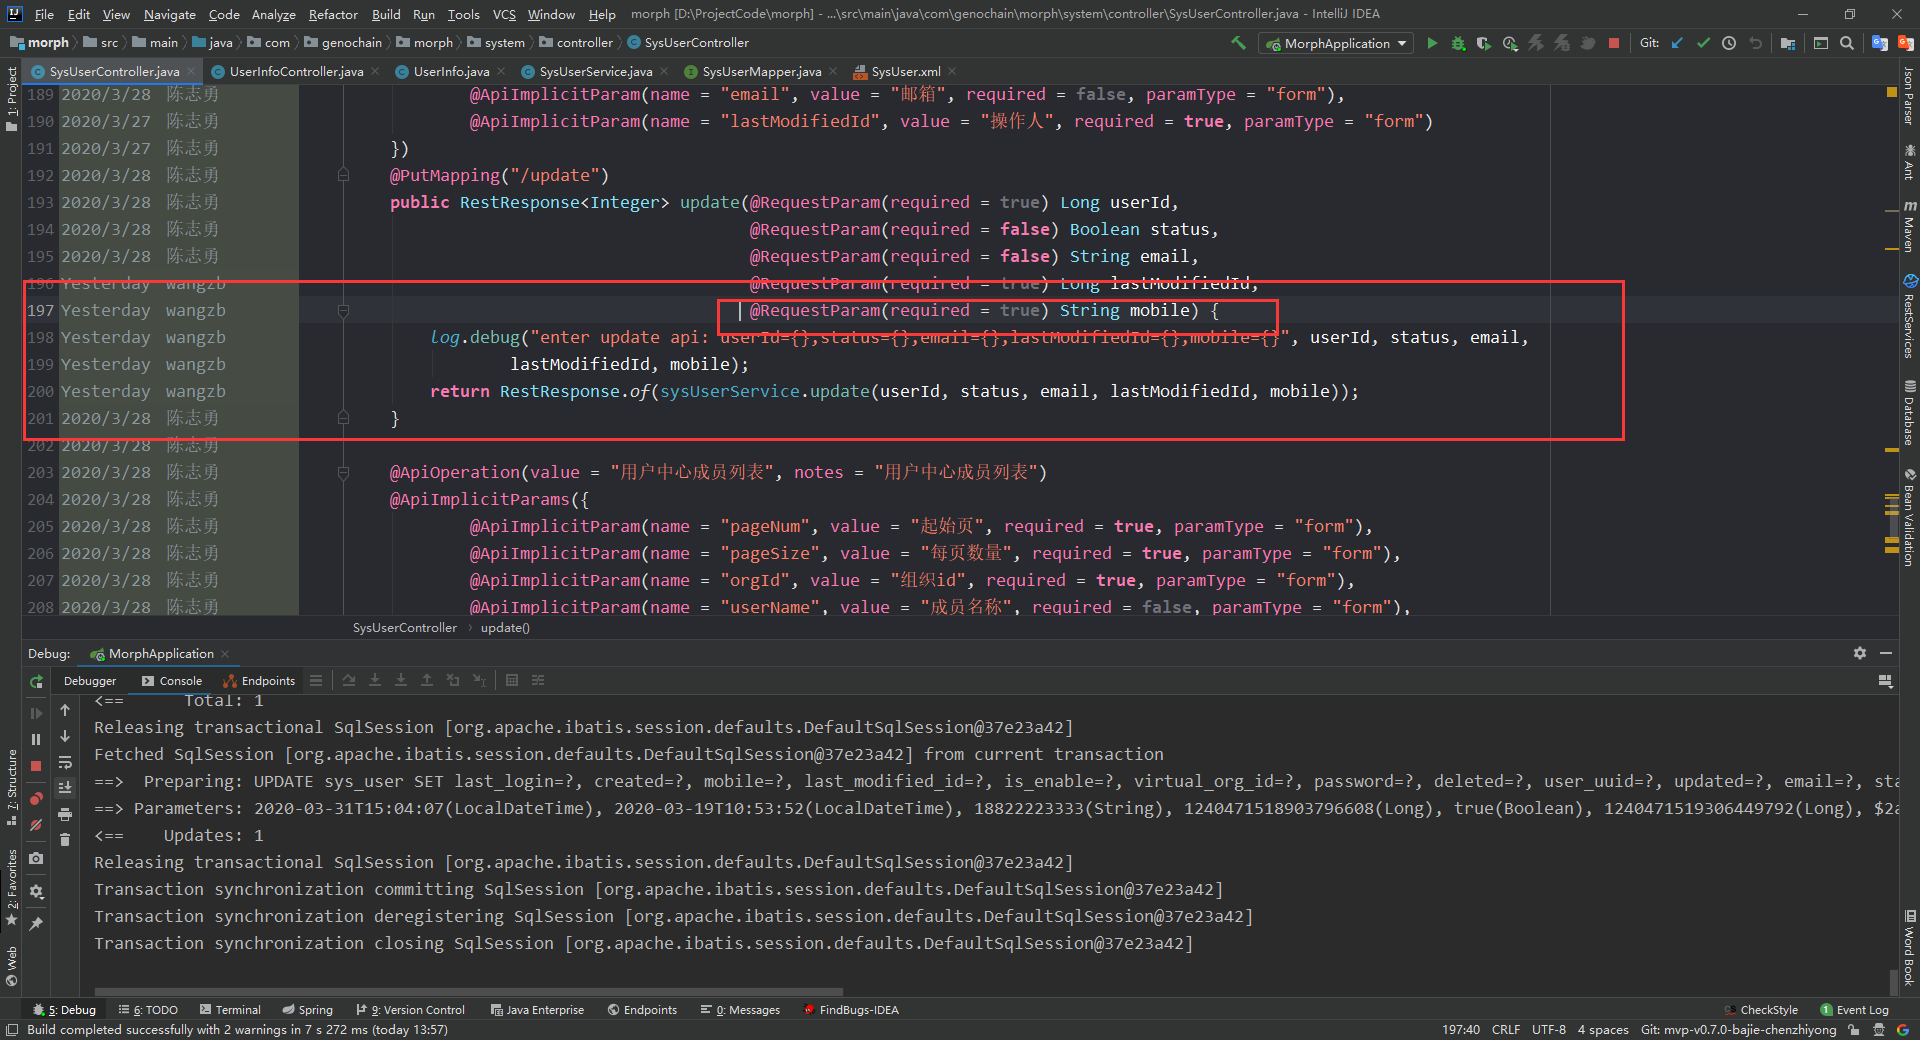 File Edit View Navigate Code Analyze Refactor Build Run Tools VCS Window Help morph [D:\ProjectCode\morph] - ...\src\main\java\com\genochain\morph\system\controller\SysUserController.java - IntelliJ IDEA
morph src main java com genochain morph system controller SysUserController MorphApplication Git:
SysUserController.java UserInfoController.java UserInfo.java SysUserService.java SysUserMapper.java SysUser.xml
189 2020/3/28 陈志勇 @ApiImplicitParam(name = "email", value = "邮箱", required = false, paramType = "form"),
190 2020/3/27 陈志勇 @ApiImplicitParam(name = "lastModifiedId", value = "操作人", required = true, paramType = "form")
191 2020/3/27 陈志勇 })
192 2020/3/28 陈志勇 @PutMapping("/update")
193 2020/3/28 陈志勇 public RestResponse<Integer> update(@RequestParam(required = true) Long userId,
194 2020/3/28 陈志勇 @RequestParam(required = false) Boolean status,
195 2020/3/28 陈志勇 @RequestParam(required = false) String email,
196 Yesterday wangzb @RequestParam(required = true) Long lastModifiedId,
197 Yesterday wangzb @RequestParam(required = true) String mobile) {
198 Yesterday wangzb log.debug("enter update api: userId={},status={},email={},lastModifiedId={},mobile={}", userId, status, email,
199 Yesterday wangzb lastModifiedId, mobile);
200 Yesterday wangzb return RestResponse.of(sysUserService.update(userId, status, email, lastModifiedId, mobile));
201 2020/3/28 陈志勇 }
202 2020/3/28 陈志勇
203 2020/3/28 陈志勇 @ApiOperation(value = "用户中心成员列表", notes = "用户中心成员列表")
204 2020/3/28 陈志勇 @ApiImplicitParams({
205 2020/3/28 陈志勇 @ApiImplicitParam(name = "pageNum", value = "起始页", required = true, paramType = "form"),
206 2020/3/28 陈志勇 @ApiImplicitParam(name = "pageSize", value = "每页数量", required = true, paramType = "form"),
207 2020/3/28 陈志勇 @ApiImplicitParam(name = "orgId", value = "组织id", required = true, paramType = "form"),
208 2020/3/28 陈志勇 @ApiImplicitParam(name = "userName", value = "成员名称", required = false, paramType = "form"),
SysUserController update()
Debug: MorphApplication
Debugger Console Endpoints
<== Total: 1
Releasing transactional SqlSession [org.apache.ibatis.session.defaults.DefaultSqlSession@37e23a42]
Fetched SqlSession [org.apache.ibatis.session.defaults.DefaultSqlSession@37e23a42] from current transaction
==> Preparing: UPDATE sys_user SET last_login=?, created=?, mobile=?, last_modified_id=?, is_enable=?, virtual_org_id=?, password=?, deleted=?, user_uuid=?, updated=?, email=?, sta
==> Parameters: 2020-03-31T15:04:07(LocalDateTime), 2020-03-19T10:53:52(LocalDateTime), 18822223333(String), 1240471518903796608(Long), true(Boolean), 1240471519306449792(Long), $2a
<== Updates: 1
Releasing transactional SqlSession [org.apache.ibatis.session.defaults.DefaultSqlSession@37e23a42]
Transaction synchronization committing SqlSession [org.apache.ibatis.session.defaults.DefaultSqlSession@37e23a42]
Transaction synchronization deregistering SqlSession [org.apache.ibatis.session.defaults.DefaultSqlSession@37e23a42]
Transaction synchronization closing SqlSession [org.apache.ibatis.session.defaults.DefaultSqlSession@37e23a42]
5: Debug 6: TODO Terminal Spring 9: Version Control Java Enterprise Endpoints 0: Messages FindBugs-IDEA CheckStyle 1 Event Log
Build completed successfully with 2 warnings in 7 s 272 ms (today 13:57) 197:40 CRLF UTF-8 4 spaces Git: mvp-v0.7.0-bajie-chenzhiyong
1: Project
7: Structure
2: Favorites
Web
Json Parser
Ant
Maven
RestServices
Database
Bean Validation
Word Book